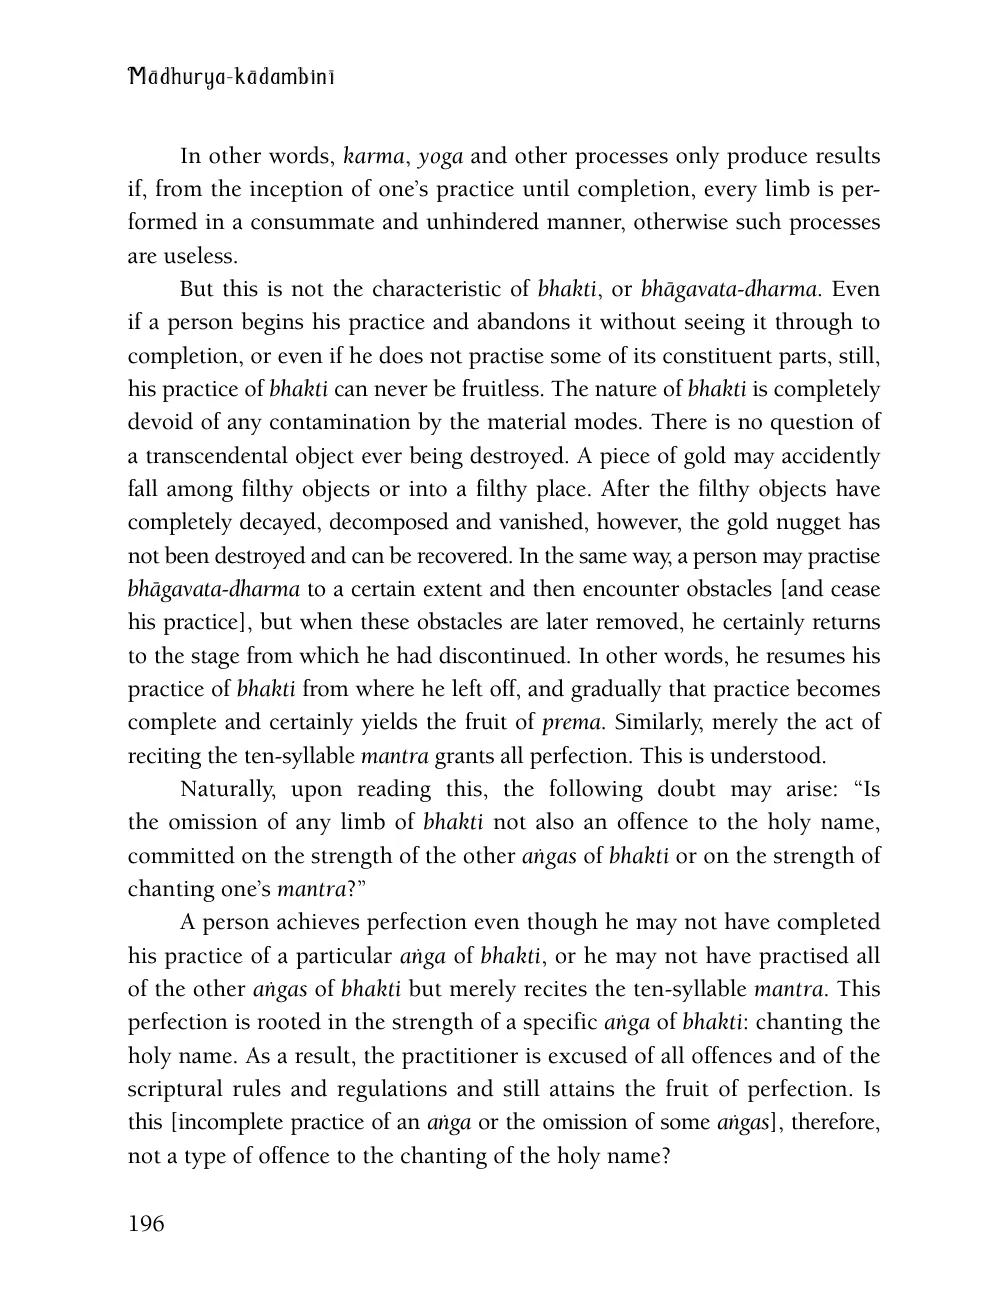 Mādhurya-kādambinī
In other words, karma, yoga and other processes only produce results
if, from the inception of one’s practice until completion, every limb is per-
formed in a consummate and unhindered manner, otherwise such processes
are useless.
But this is not the characteristic of bhakti, or bhāgavata-dharma. Even
if a person begins his practice and abandons it without seeing it through to
completion, or even if he does not practise some of its constituent parts, still,
his practice of bhakti can never be fruitless. The nature of bhakti is completely
devoid of any contamination by the material modes. There is no question of
a transcendental object ever being destroyed. A piece of gold may accidently
fall among filthy objects or into a filthy place. After the filthy objects have
completely decayed, decomposed and vanished, however, the gold nugget has
not been destroyed and can be recovered. In the same way, a person may practise
bhāgavata-dharma to a certain extent and then encounter obstacles [and cease
his practice], but when these obstacles are later removed, he certainly returns
to the stage from which he had discontinued. In other words, he resumes his
practice of bhakti from where he left off, and gradually that practice becomes
complete and certainly yields the fruit of prema. Similarly, merely the act of
reciting the ten-syllable mantra grants all perfection. This is understood.
Naturally, upon reading this, the following doubt may arise: “Is
the omission of any limb of bhakti not also an offence to the holy name,
committed on the strength of the other aṅgas of bhakti or on the strength of
chanting one’s mantra?”
A person achieves perfection even though he may not have completed
his practice of a particular aṅga of bhakti, or he may not have practised all
of the other aṅgas of bhakti but merely recites the ten-syllable mantra. This
perfection is rooted in the strength of a specific aṅga of bhakti: chanting the
holy name. As a result, the practitioner is excused of all offences and of the
scriptural rules and regulations and still attains the fruit of perfection. Is
this [incomplete practice of an aṅga or the omission of some aṅgas], therefore,
not a type of offence to the chanting of the holy name?
196